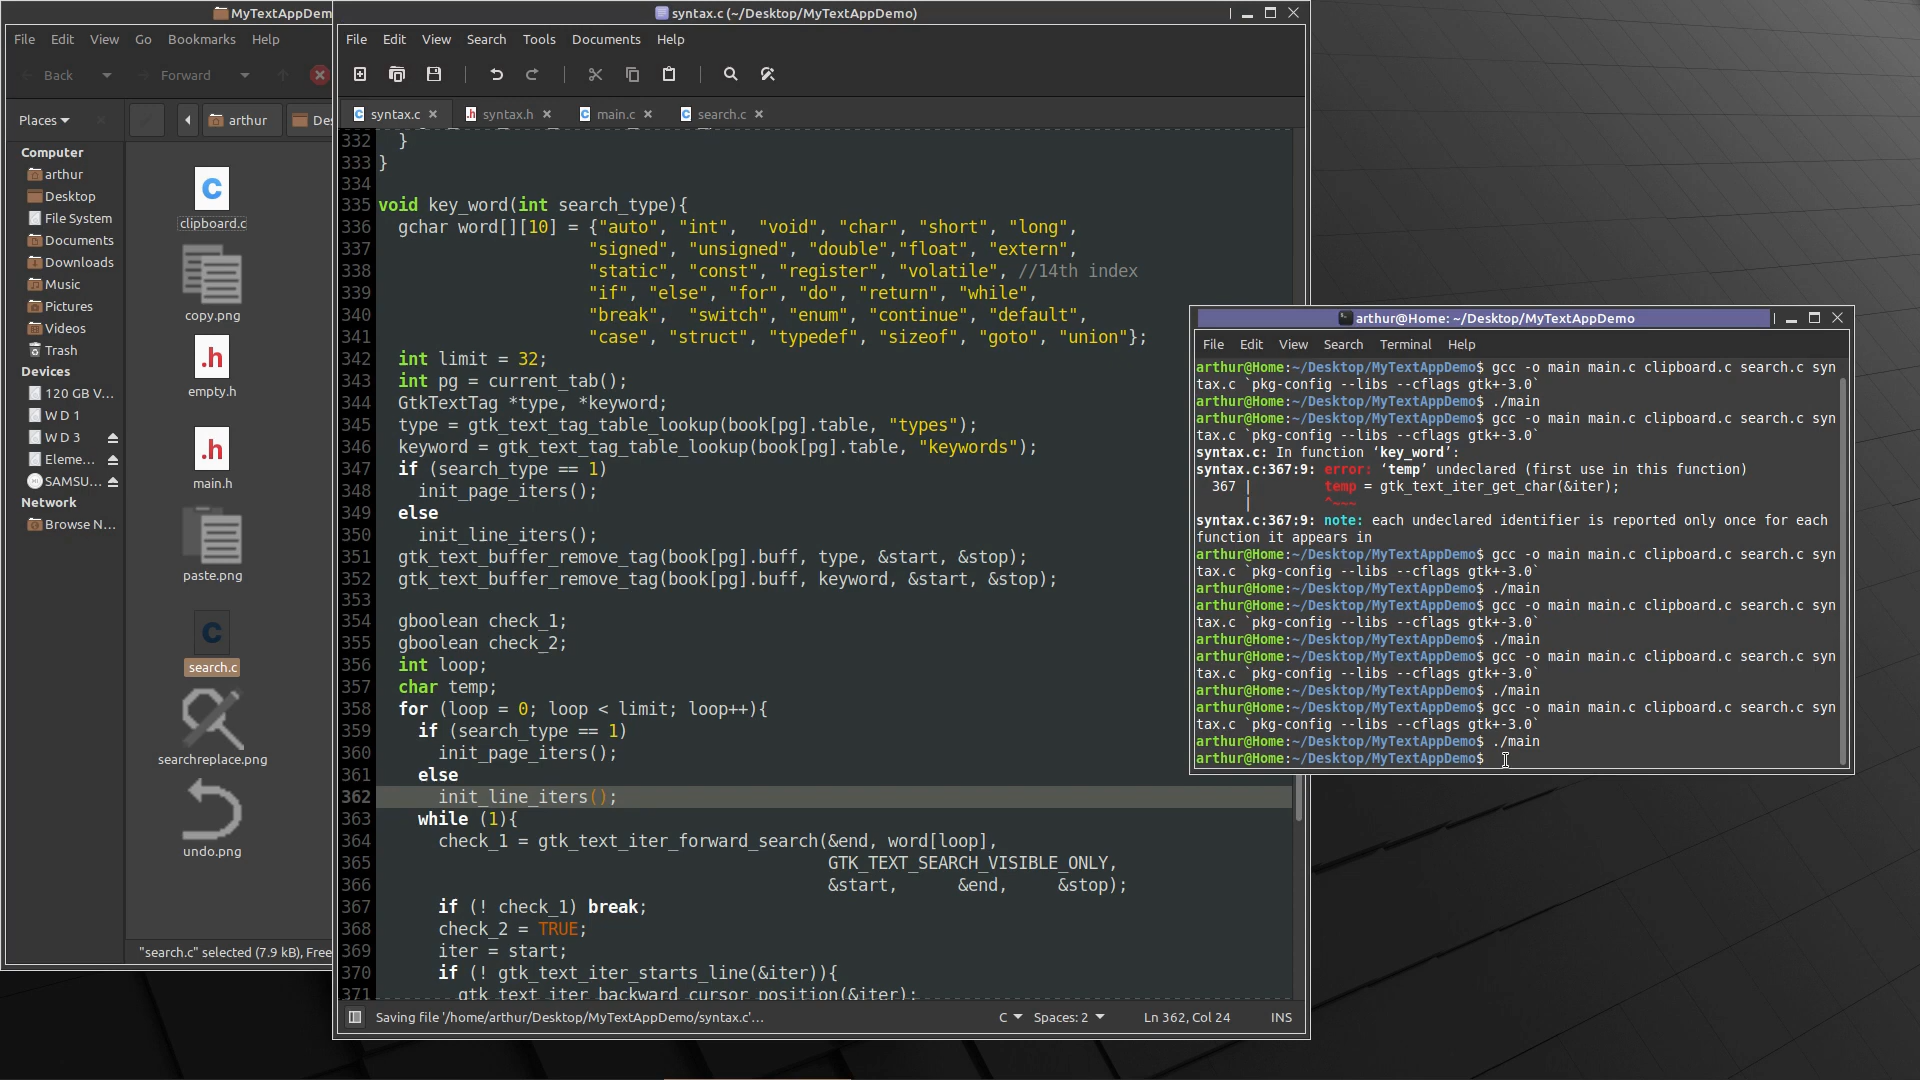 MyTextAppDem
File Edit View Go Bookmarks Help
Back Forward
Places
arthur
Des
Computer
arthur
Desktop
File System
Documents
Downloads
Music
Pictures
Videos
Trash
Devices
120 GB V...
W D 1
W D 3
Eleme...
SAMSU...
Network
Browse N...
C
clipboard.c
copy.png
.h
empty.h
.h
main.h
paste.png
C
search.c
searchreplace.png
undo.png
"search.c" selected (7.9 kB), Free
syntax.c (~/Desktop/MyTextAppDemo)
File Edit View Search Tools Documents Help
syntax.c syntax.h main.c search.c
332   }
333 }
334
335 void key_word(int search_type){
336   gchar word[][10] = {"auto", "int",  "void", "char", "short", "long",
337                      "signed", "unsigned", "double","float", "extern",
338                      "static", "const", "register", "volatile", //14th index
339                      "if", "else", "for", "do", "return", "while",
340                      "break",  "switch", "enum", "continue", "default",
341                      "case", "struct", "typedef", "sizeof", "goto", "union"};
342   int limit = 32;
343   int pg = current_tab();
344   GtkTextTag *type, *keyword;
345   type = gtk_text_tag_table_lookup(book[pg].table, "types");
346   keyword = gtk_text_tag_table_lookup(book[pg].table, "keywords");
347   if (search_type == 1)
348     init_page_iters();
349   else
350     init_line_iters();
351   gtk_text_buffer_remove_tag(book[pg].buff, type, &start, &stop);
352   gtk_text_buffer_remove_tag(book[pg].buff, keyword, &start, &stop);
353
354   gboolean check_1;
355   gboolean check_2;
356   int loop;
357   char temp;
358   for (loop = 0; loop < limit; loop++){
359     if (search_type == 1)
360       init_page_iters();
361     else
362       init_line_iters();
363     while (1){
364       check_1 = gtk_text_iter_forward_search(&end, word[loop],
365                                              GTK_TEXT_SEARCH_VISIBLE_ONLY,
366                                              &start,      &end,     &stop);
367       if (! check_1) break;
368       check_2 = TRUE;
369       iter = start;
370       if (! gtk_text_iter_starts_line(&iter)){
371         gtk_text_iter_backward_cursor_position(&iter);
Saving file '/home/arthur/Desktop/MyTextAppDemo/syntax.c'...
C Spaces: 2 Ln 362, Col 24 INS
arthur@Home: ~/Desktop/MyTextAppDemo
File Edit View Search Terminal Help
arthur@Home:~/Desktop/MyTextAppDemo$ gcc -o main main.c clipboard.c search.c syn
tax.c `pkg-config --libs --cflags gtk+-3.0`
arthur@Home:~/Desktop/MyTextAppDemo$ ./main
arthur@Home:~/Desktop/MyTextAppDemo$ gcc -o main main.c clipboard.c search.c syn
tax.c `pkg-config --libs --cflags gtk+-3.0`
syntax.c: In function ‘key_word’:
syntax.c:367:9: error: ‘temp’ undeclared (first use in this function)
  367 |         temp = gtk_text_iter_get_char(&iter);
      |         ^~~~
syntax.c:367:9: note: each undeclared identifier is reported only once for each
function it appears in
arthur@Home:~/Desktop/MyTextAppDemo$ gcc -o main main.c clipboard.c search.c syn
tax.c `pkg-config --libs --cflags gtk+-3.0`
arthur@Home:~/Desktop/MyTextAppDemo$ ./main
arthur@Home:~/Desktop/MyTextAppDemo$ gcc -o main main.c clipboard.c search.c syn
tax.c `pkg-config --libs --cflags gtk+-3.0`
arthur@Home:~/Desktop/MyTextAppDemo$ ./main
arthur@Home:~/Desktop/MyTextAppDemo$ gcc -o main main.c clipboard.c search.c syn
tax.c `pkg-config --libs --cflags gtk+-3.0`
arthur@Home:~/Desktop/MyTextAppDemo$ ./main
arthur@Home:~/Desktop/MyTextAppDemo$ gcc -o main main.c clipboard.c search.c syn
tax.c `pkg-config --libs --cflags gtk+-3.0`
arthur@Home:~/Desktop/MyTextAppDemo$ ./main
arthur@Home:~/Desktop/MyTextAppDemo$